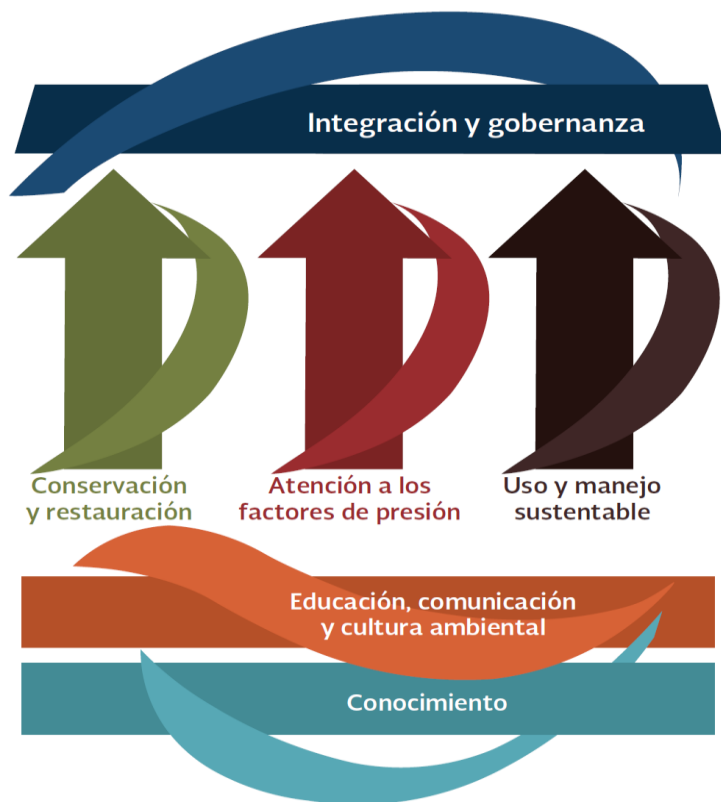 Integración y gobernanza
Conservación
y restauración
Atención a los
factores de presión
Uso y manejo
sustentable
Educación, comunicación
y cultura ambiental
Conocimiento